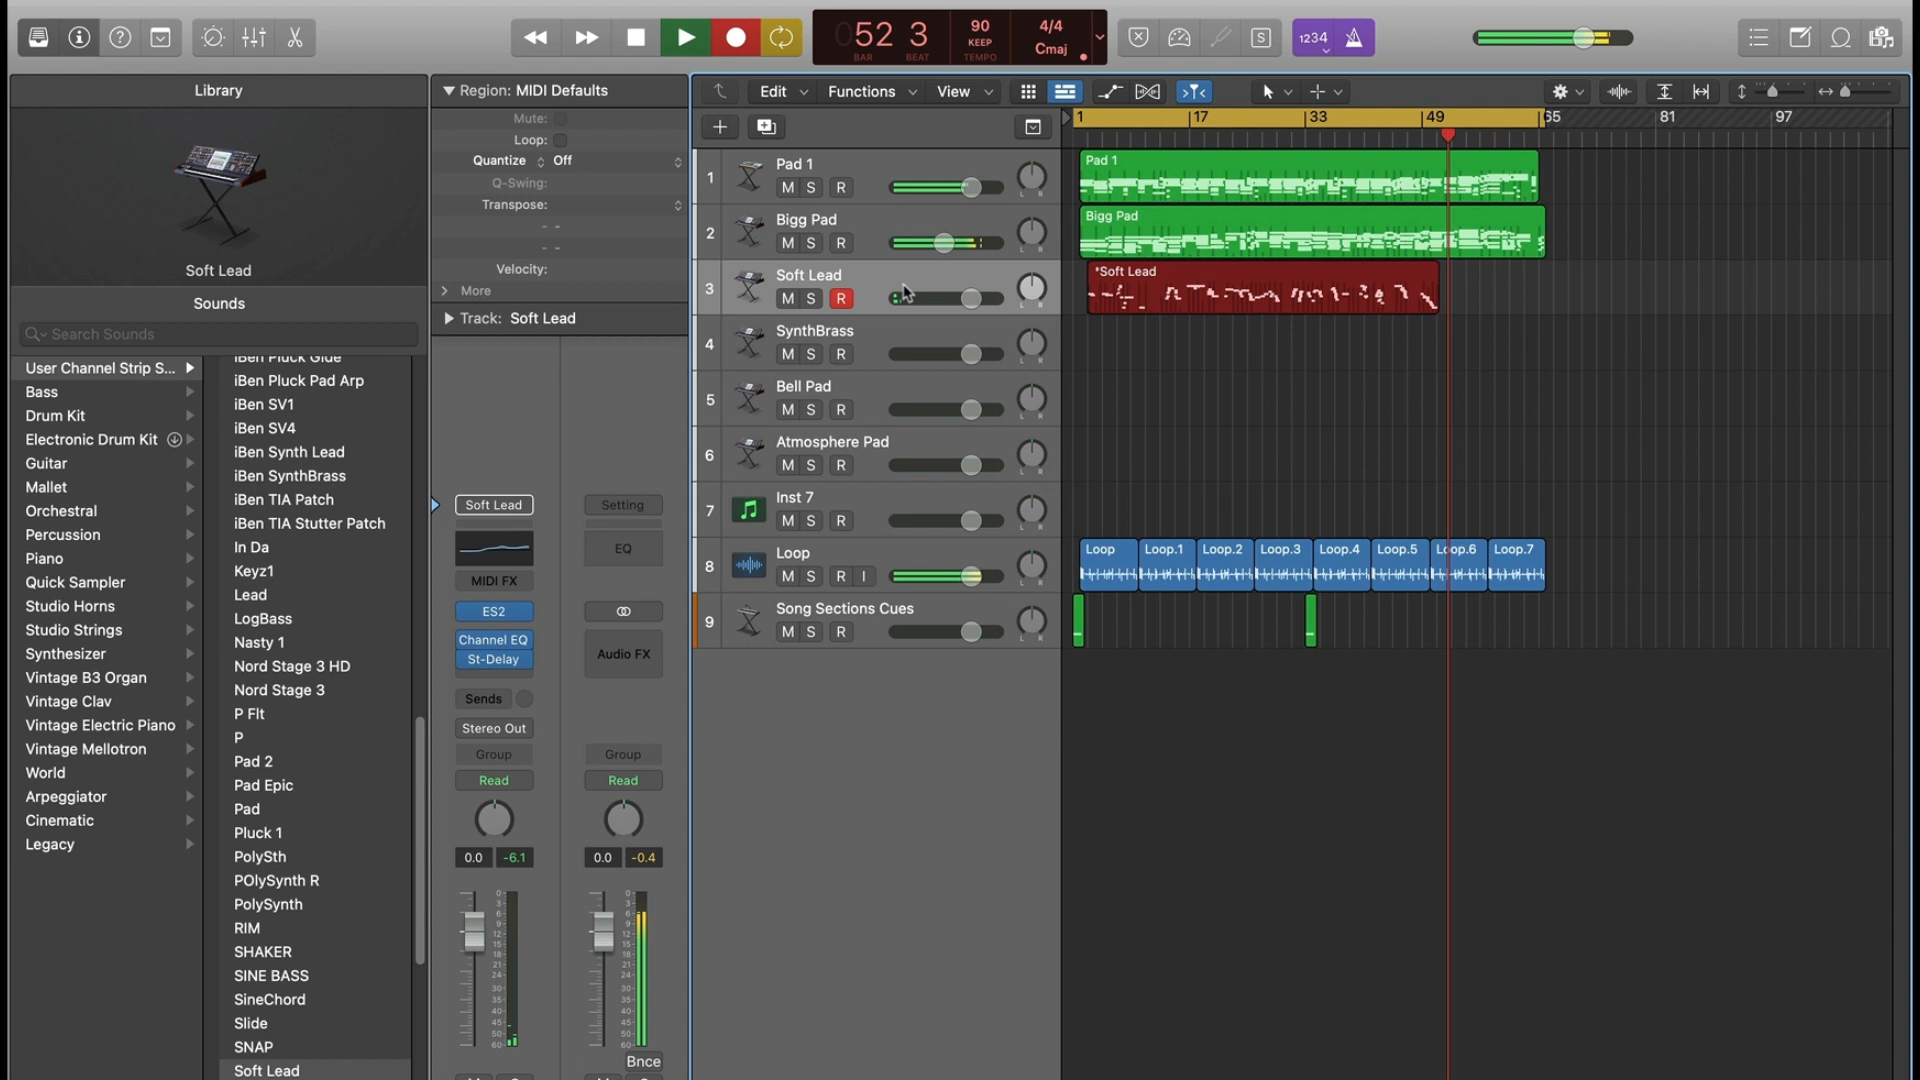 52 3
BAR BEAT
90
KEEP
TEMPO
4/4
Cmaj
S
1234
Library
Soft Lead
Sounds
Search Sounds
User Channel Strip S...
Bass
Drum Kit
Electronic Drum Kit
Guitar
Mallet
Orchestral
Percussion
Piano
Quick Sampler
Studio Horns
Studio Strings
Synthesizer
Vintage B3 Organ
Vintage Clav
Vintage Electric Piano
Vintage Mellotron
World
Arpeggiator
Cinematic
Legacy
iBen Pluck Glide
iBen Pluck Pad Arp
iBen SV1
iBen SV4
iBen Synth Lead
iBen SynthBrass
iBen TIA Patch
iBen TIA Stutter Patch
In Da
Keyz1
Lead
LogBass
Nasty 1
Nord Stage 3 HD
Nord Stage 3
P Flt
P
Pad 2
Pad Epic
Pad
Pluck 1
PolySth
POlySynth R
PolySynth
RIM
SHAKER
SINE BASS
SineChord
Slide
SNAP
Soft Lead
Region: MIDI Defaults
Mute:
Loop:
Quantize Off
Q-Swing:
Transpose:
Velocity:
More
Track: Soft Lead
Soft Lead
MIDI FX
ES2
Channel EQ
St-Delay
Sends
Stereo Out
Group
Read
0.0 -6.1
Setting
EQ
Audio FX
Group
Read
0.0 -0.4
Bnce
Edit Functions View
1 17 33 49 65 81 97
1 Pad 1
M S R
L R
2 Bigg Pad
M S R
L R
3 Soft Lead
M S R
L R
4 SynthBrass
M S R
L R
5 Bell Pad
M S R
L R
6 Atmosphere Pad
M S R
L R
7 Inst 7
M S R
L R
8 Loop
M S R I
L R
9 Song Sections Cues
M S R
L R
Pad 1
Bigg Pad
*Soft Lead
Loop Loop.1 Loop.2 Loop.3 Loop.4 Loop.5 Loop.6 Loop.7